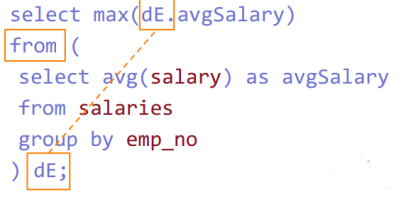 select max(dE.avgSalary)
from (
select avg(salary) as avgSalary
from salaries
group by emp_no
) dE;